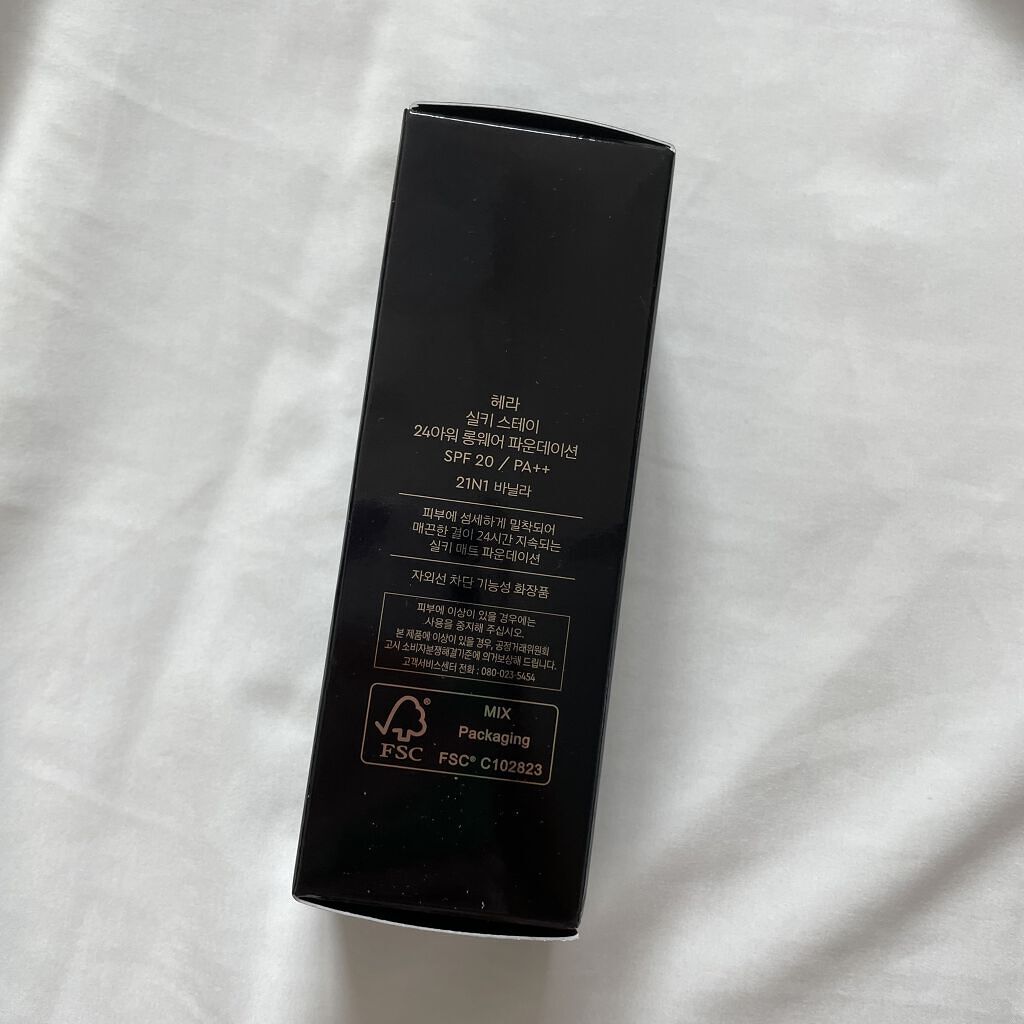 헤라
실키 스테이
24아워 롱웨어 파운데이션
SPF 20 / PA++
21N1 바닐라
피부에 섬세하게 밀착되어
매끈한 결이 24시간 지속되는
실키 매트 파운데이션
자외선 차단 기능성 화장품
피부에 이상이 있을 경우에는
사용을 중지해 주십시오.
본 제품에 이상이 있을 경우, 공정거래위원회
고시 소비자분쟁해결기준에 의거보상해 드립니다.
고객서비스센터 전화 : 080-023-5454
MIX
Packaging
FSC® C102823
FSC®